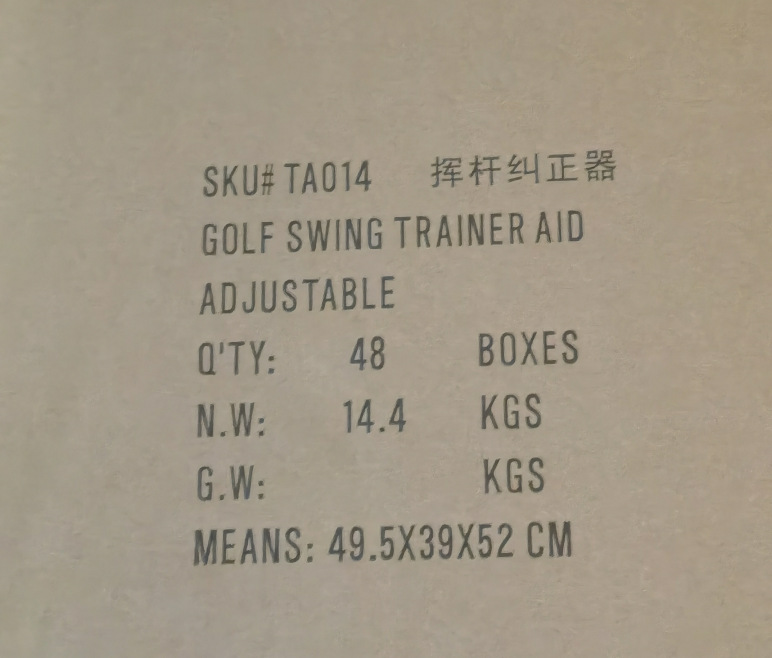 SKU# TA014 挥杆纠正器
GOLF SWING TRAINER AID
ADJUSTABLE
Q'TY: 48 BOXES
N.W: 14.4 KGS
G.W: KGS
MEANS: 49.5X39X52 CM